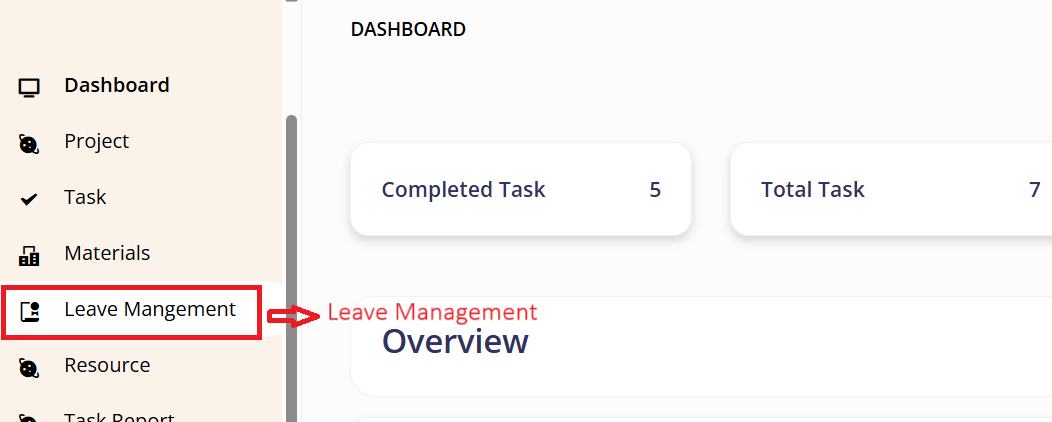 DASHBOARD
Dashboard
Project
Task
Materials
Leave Mangement
Resource
Task Report
Completed Task 5
Total Task 7
Leave Management
Overview